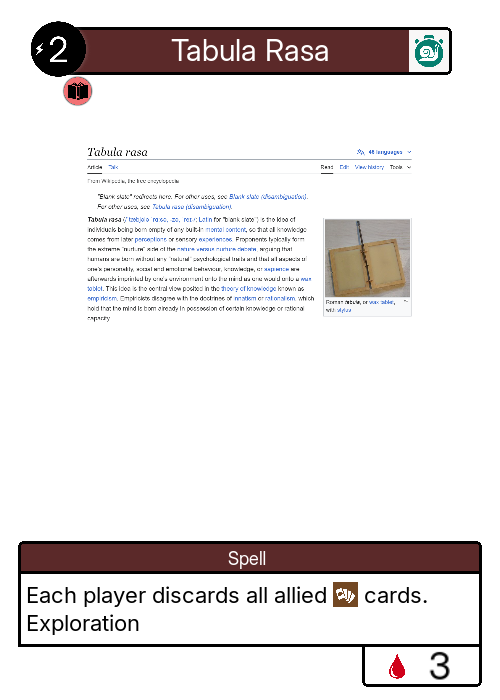 2
Tabula Rasa
Tabula rasa
46 languages
Article Talk
Read Edit View history Tools
From Wikipedia, the free encyclopedia
"Blank slate" redirects here. For other uses, see Blank slate (disambiguation).
For other uses, see Tabula rasa (disambiguation).
Tabula rasa Latin for "blank slate") is the idea of
individuals being born empty of any built-in mental content, so that all knowledge
comes from later perceptions or sensory experiences. Proponents typically form
the extreme "nurture" side of the nature versus nurture debate, arguing that
humans are born without any "natural" psychological traits and that all aspects of
one's personality, social and emotional behaviour, knowledge, or sapience are
afterwards imprinted by one's environment onto the mind as one would onto a wax
tablet. This idea is the central view posited in the theory of knowledge known as
empiricism. Empiricists disagree with the doctrines of innatism or rationalism, which
hold that the mind is born already in possession of certain knowledge or rational
capacity.
Roman tabula, or wax tablet,
with stylus
Spell
Each player discards all allied cards.
Exploration
3